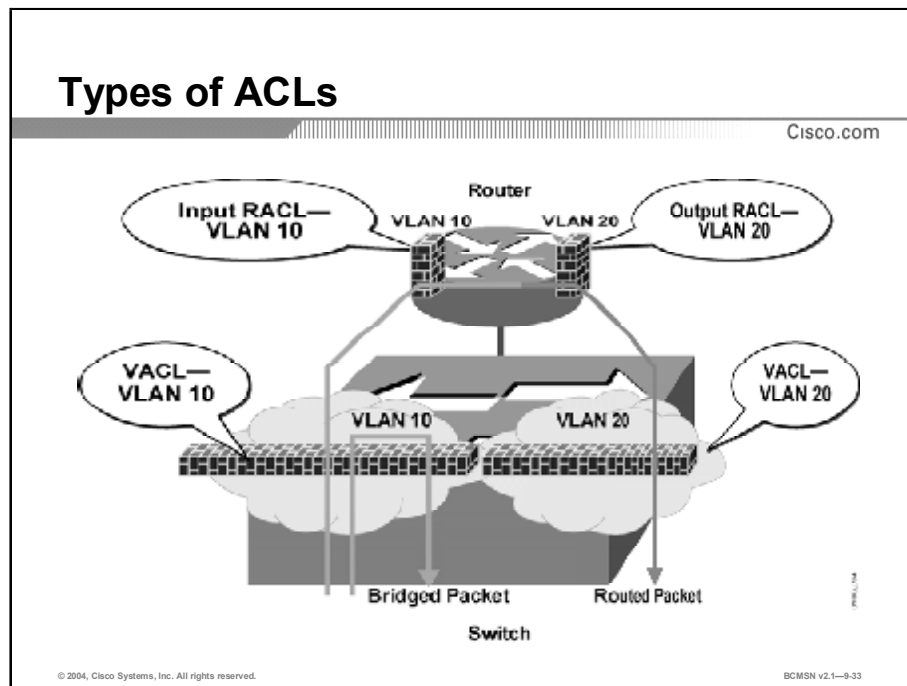 Types of ACLs
Cisco.com
Router
Input RACL—
VLAN 10
VLAN 10
VLAN 20
Output RACL—
VLAN 20
VACL—
VLAN 10
VACL—
VLAN 20
VLAN 10
VLAN 20
Bridged Packet
Routed Packet
Switch
© 2004, Cisco Systems, Inc. All rights reserved.
BCMSN v2.1—9-33